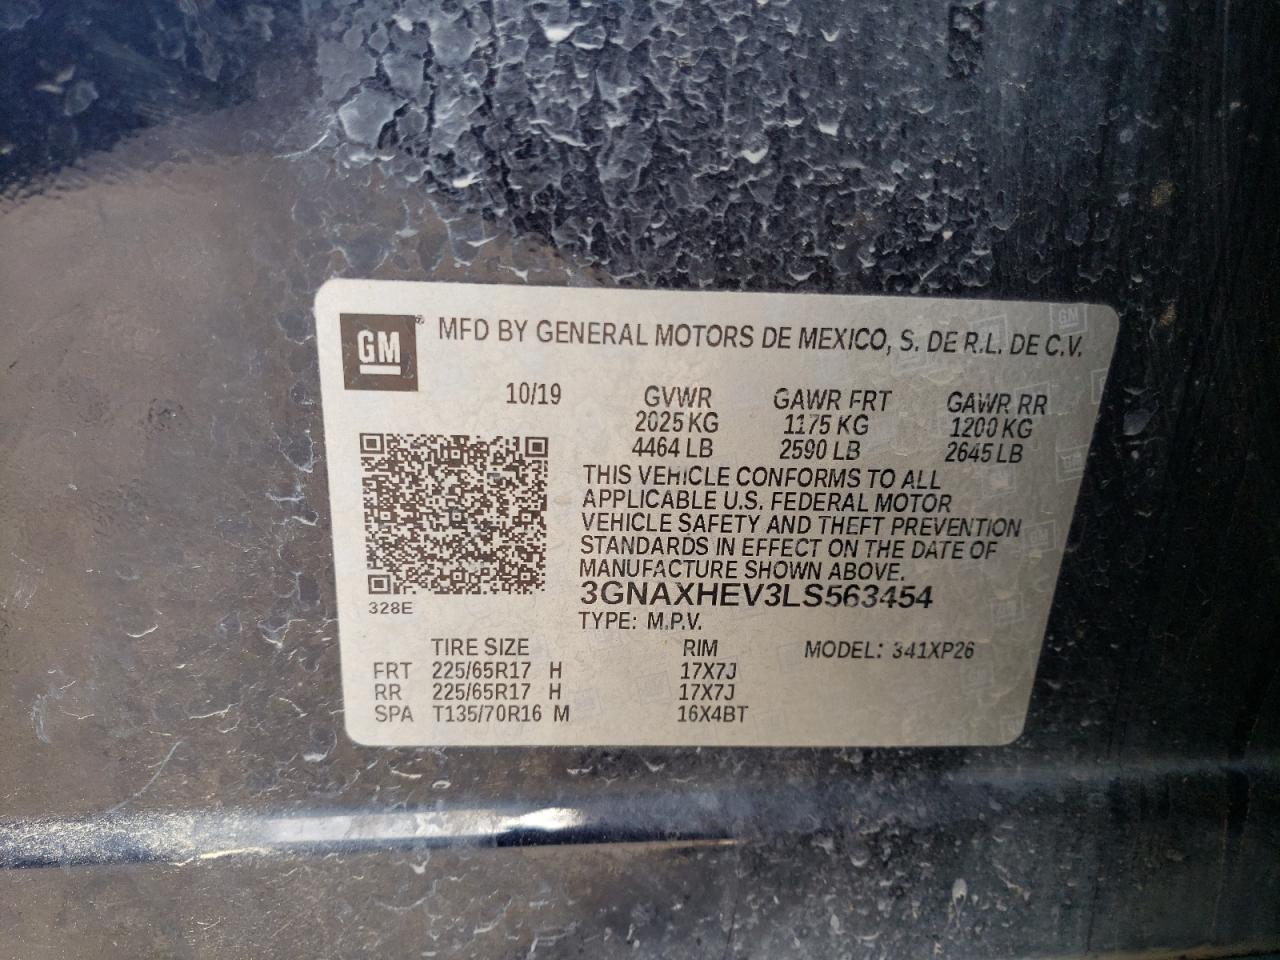 GM ® MFD BY GENERAL MOTORS DE MEXICO, S. DE R.L. DE C.V.
10/19 GVWR GAWR FRT GAWR RR
2025 KG 1175 KG 1200 KG
4464 LB 2590 LB 2645 LB
THIS VEHICLE CONFORMS TO ALL
APPLICABLE U.S. FEDERAL MOTOR
VEHICLE SAFETY AND THEFT PREVENTION
STANDARDS IN EFFECT ON THE DATE OF
MANUFACTURE SHOWN ABOVE.
3GNAXHEV3LS563454
328E
TYPE: M.P.V.
TIRE SIZE RIM MODEL: 341XP26
FRT 225/65R17 H 17X7J
RR 225/65R17 H 17X7J
SPA T135/70R16 M 16X4BT